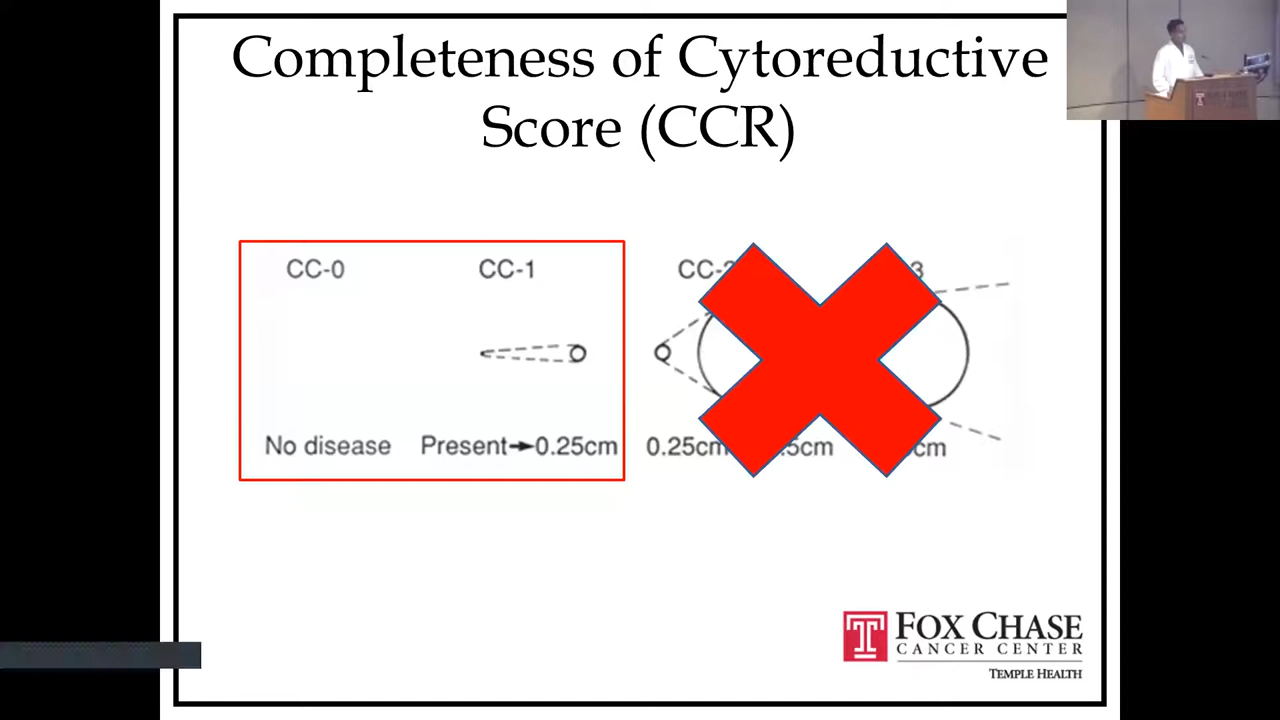 Completeness of Cytoreductive
Score (CCR)
CC-0 CC-1
No disease Present→0.25cm 0.25cm
FOX CHASE
CANCER CENTER
TEMPLE HEALTH